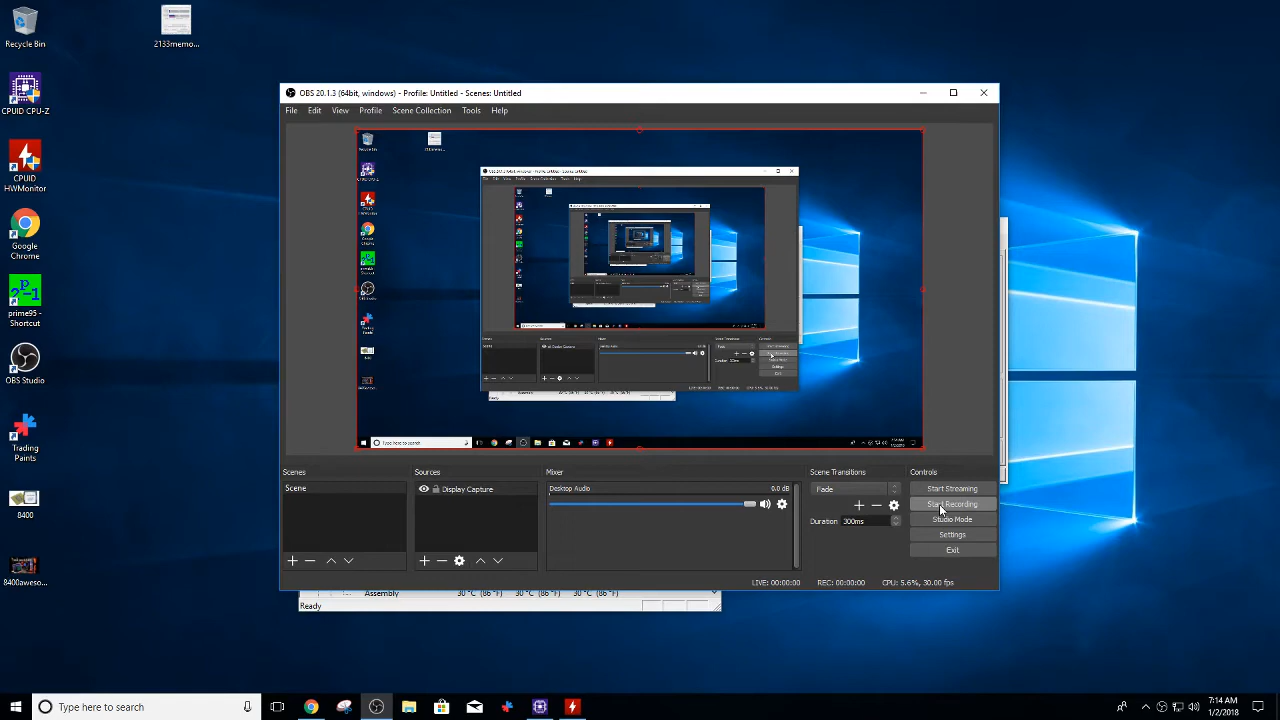 Recycle Bin
2133memo...
CPUID CPU-Z
CPUID
HWMonitor
Google
Chrome
prime95 -
Shortcut
OBS Studio
Trading
Paints
8400
8400aweso...
OBS 20.1.3 (64bit, windows) - Profile: Untitled - Scenes: Untitled
File Edit View Profile Scene Collection Tools Help
Scenes
Scene
Sources
Display Capture
Mixer
Desktop Audio 0.0 dB
Scene Transitions
Fade
Duration 300ms
Controls
Start Streaming
Start Recording
Studio Mode
Settings
Exit
LIVE: 00:00:00 REC: 00:00:00 CPU: 5.6%, 30.00 fps
Assembly 30 °C (86 °F) 30 °C (86 °F) 30 °C (86 °F)
Ready
Type here to search
7:14 AM
1/2/2018